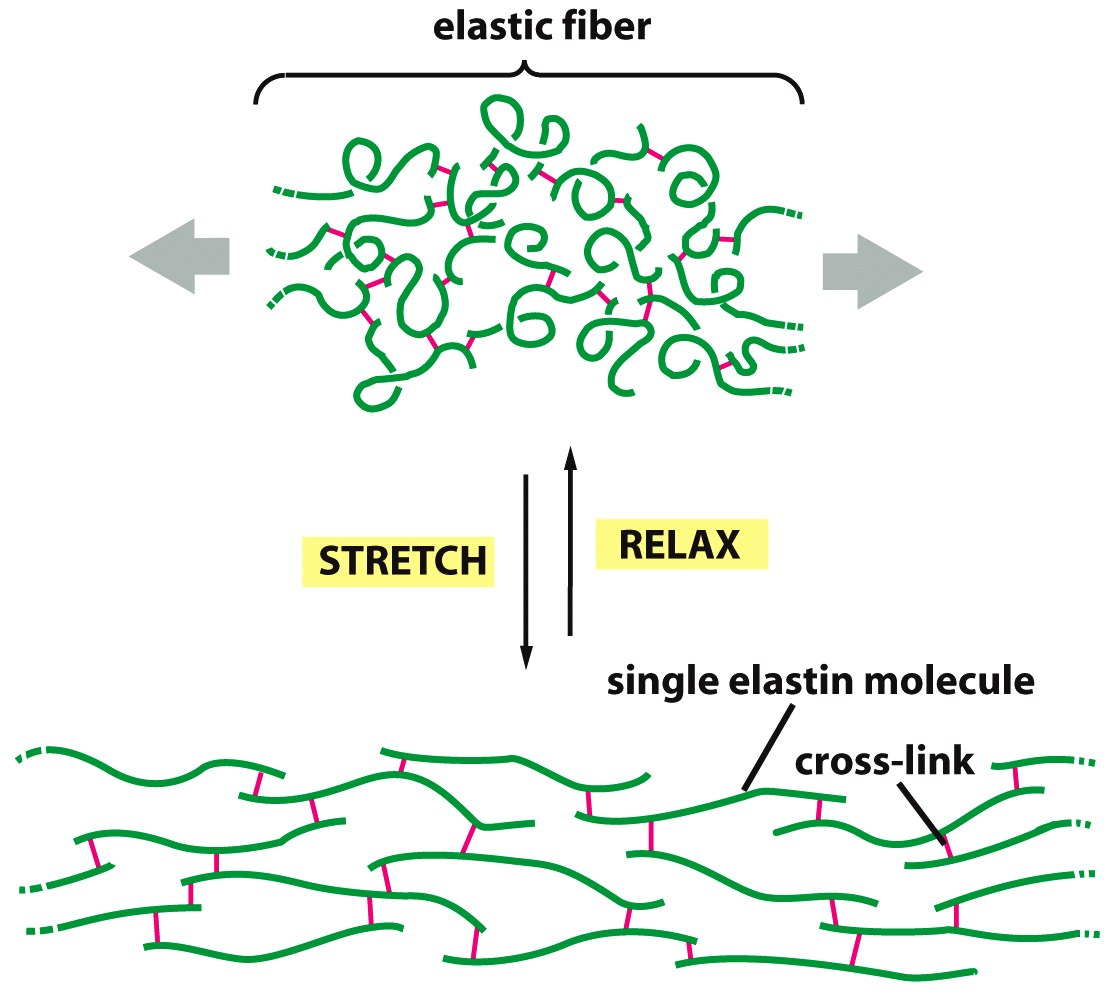 elastic fiber
STRETCH
RELAX
single elastin molecule
cross-link